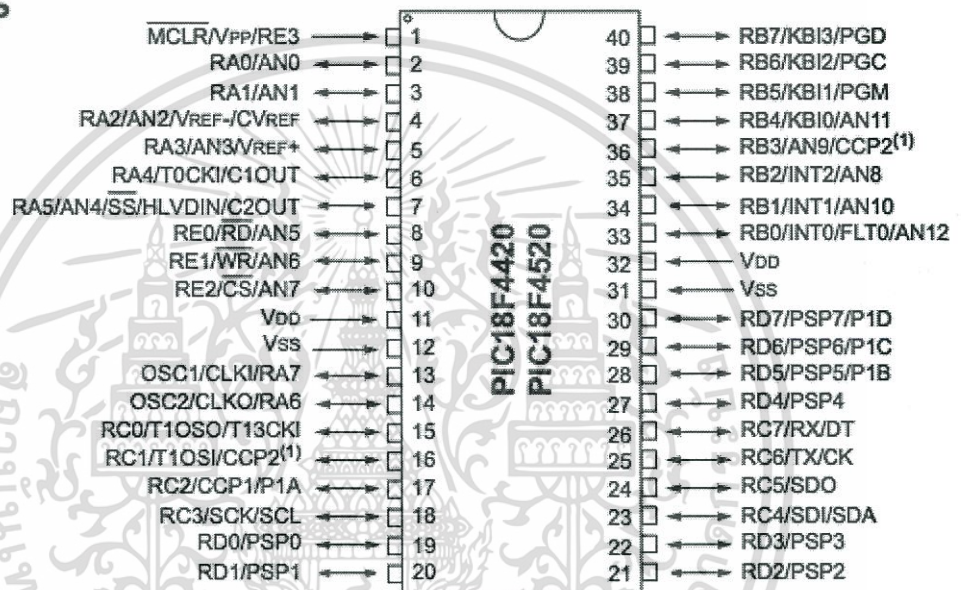 MCLR/VPP/RE3 1 40 RB7/KBI3/PGD
RA0/AN0 2 39 RB6/KBI2/PGC
RA1/AN1 3 38 RB5/KBI1/PGM
RA2/AN2/VREF-/CVREF 4 37 RB4/KBI0/AN11
RA3/AN3/VREF+ 5 36 RB3/AN9/CCP2(1)
RA4/T0CKI/C1OUT 6 35 RB2/INT2/AN8
RA5/AN4/SS/HLVDIN/C2OUT 7 34 RB1/INT1/AN10
RE0/RD/AN5 8 33 RB0/INT0/FLT0/AN12
RE1/WR/AN6 9 32 VDD
RE2/CS/AN7 10 31 VSS
VDD 11 30 RD7/PSP7/P1D
VSS 12 29 RD6/PSP6/P1C
OSC1/CLKI/RA7 13 28 RD5/PSP5/P1B
OSC2/CLKO/RA6 14 27 RD4/PSP4
RC0/T1OSO/T13CKI 15 26 RC7/RX/DT
RC1/T1OSI/CCP2(1) 16 25 RC6/TX/CK
RC2/CCP1/P1A 17 24 RC5/SDO
RC3/SCK/SCL 18 23 RC4/SDI/SDA
RD0/PSP0 19 22 RD3/PSP3
RD1/PSP1 20 21 RD2/PSP2
PIC18F4420
PIC18F4520